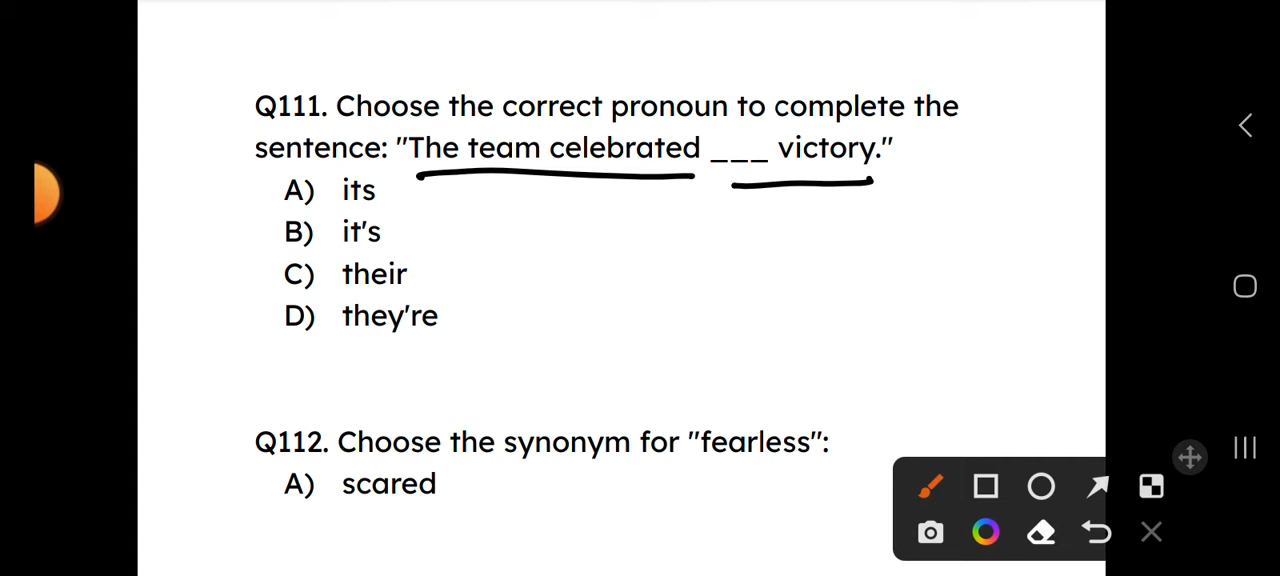 Q111. Choose the correct pronoun to complete the
sentence: "The team celebrated ___ victory."
A) its
B) it's
C) their
D) they're
Q112. Choose the synonym for "fearless":
A) scared